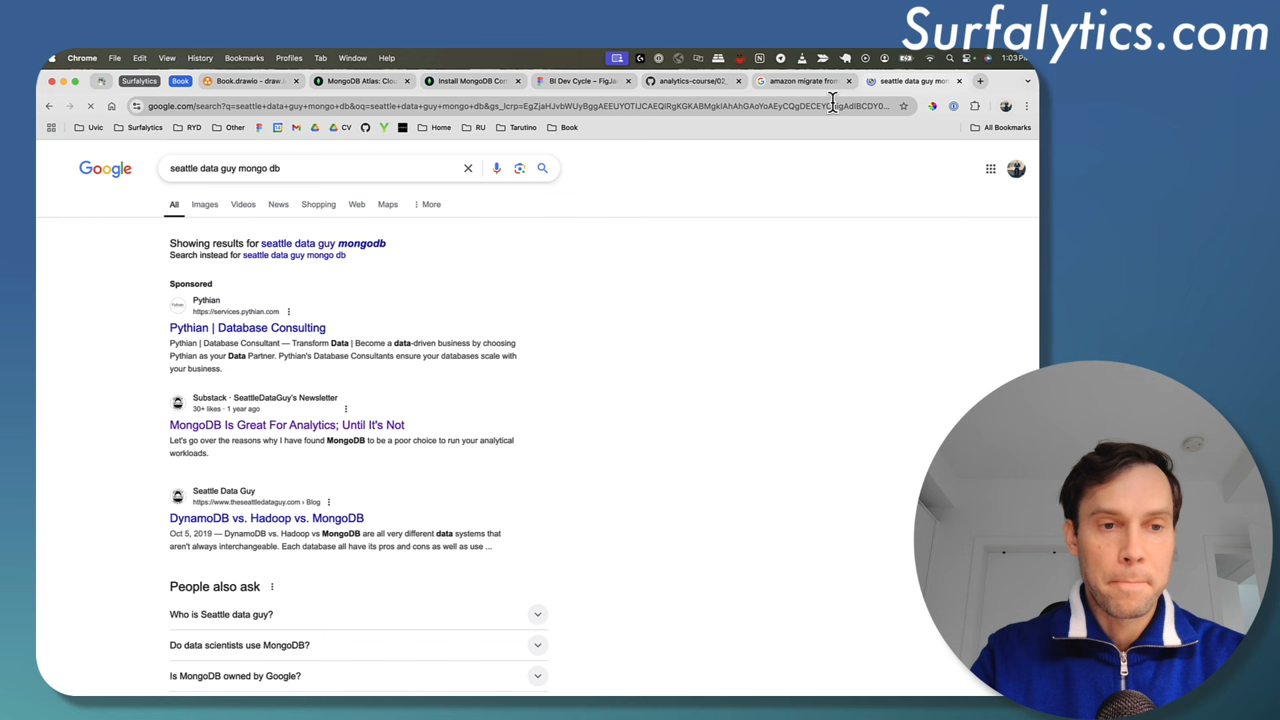 Surfalytics.com
Chrome File Edit View History Bookmarks Profiles Tab Window Help
1:03 PM
Surfalytics Book Book.drawio - draw.i MongoDB Atlas: Clou Install MongoDB Con BI Dev Cycle – FigJa analytics-course/02_ amazon migrate from seattle data guy mon
Uvic Surfalytics RYD Other CV Home RU Tarutino Book All Bookmarks
Google
seattle data guy mongo db
All Images Videos News Shopping Web Maps More
Showing results for seattle data guy mongodb
Search instead for seattle data guy mongo db
Sponsored
Pythian
https://services.pythian.com
Pythian | Database Consulting
Pythian | Database Consultant — Transform Data | Become a data-driven business by choosing
Pythian as your Data Partner. Pythian's Database Consultants ensure your databases scale with
your business.
Substack · SeattleDataGuy's Newsletter
30+ likes · 1 year ago
MongoDB Is Great For Analytics; Until It's Not
Let's go over the reasons why I have found MongoDB to be a poor choice to run your analytical
workloads.
Seattle Data Guy
https://www.theseattledataguy.com › Blog
DynamoDB vs. Hadoop vs. MongoDB
Oct 5, 2019 — DynamoDB vs. Hadoop vs MongoDB are all very different data systems that
aren't always interchangeable. Each database all have its pros and cons as well as use ...
People also ask
Who is Seattle data guy?
Do data scientists use MongoDB?
Is MongoDB owned by Google?